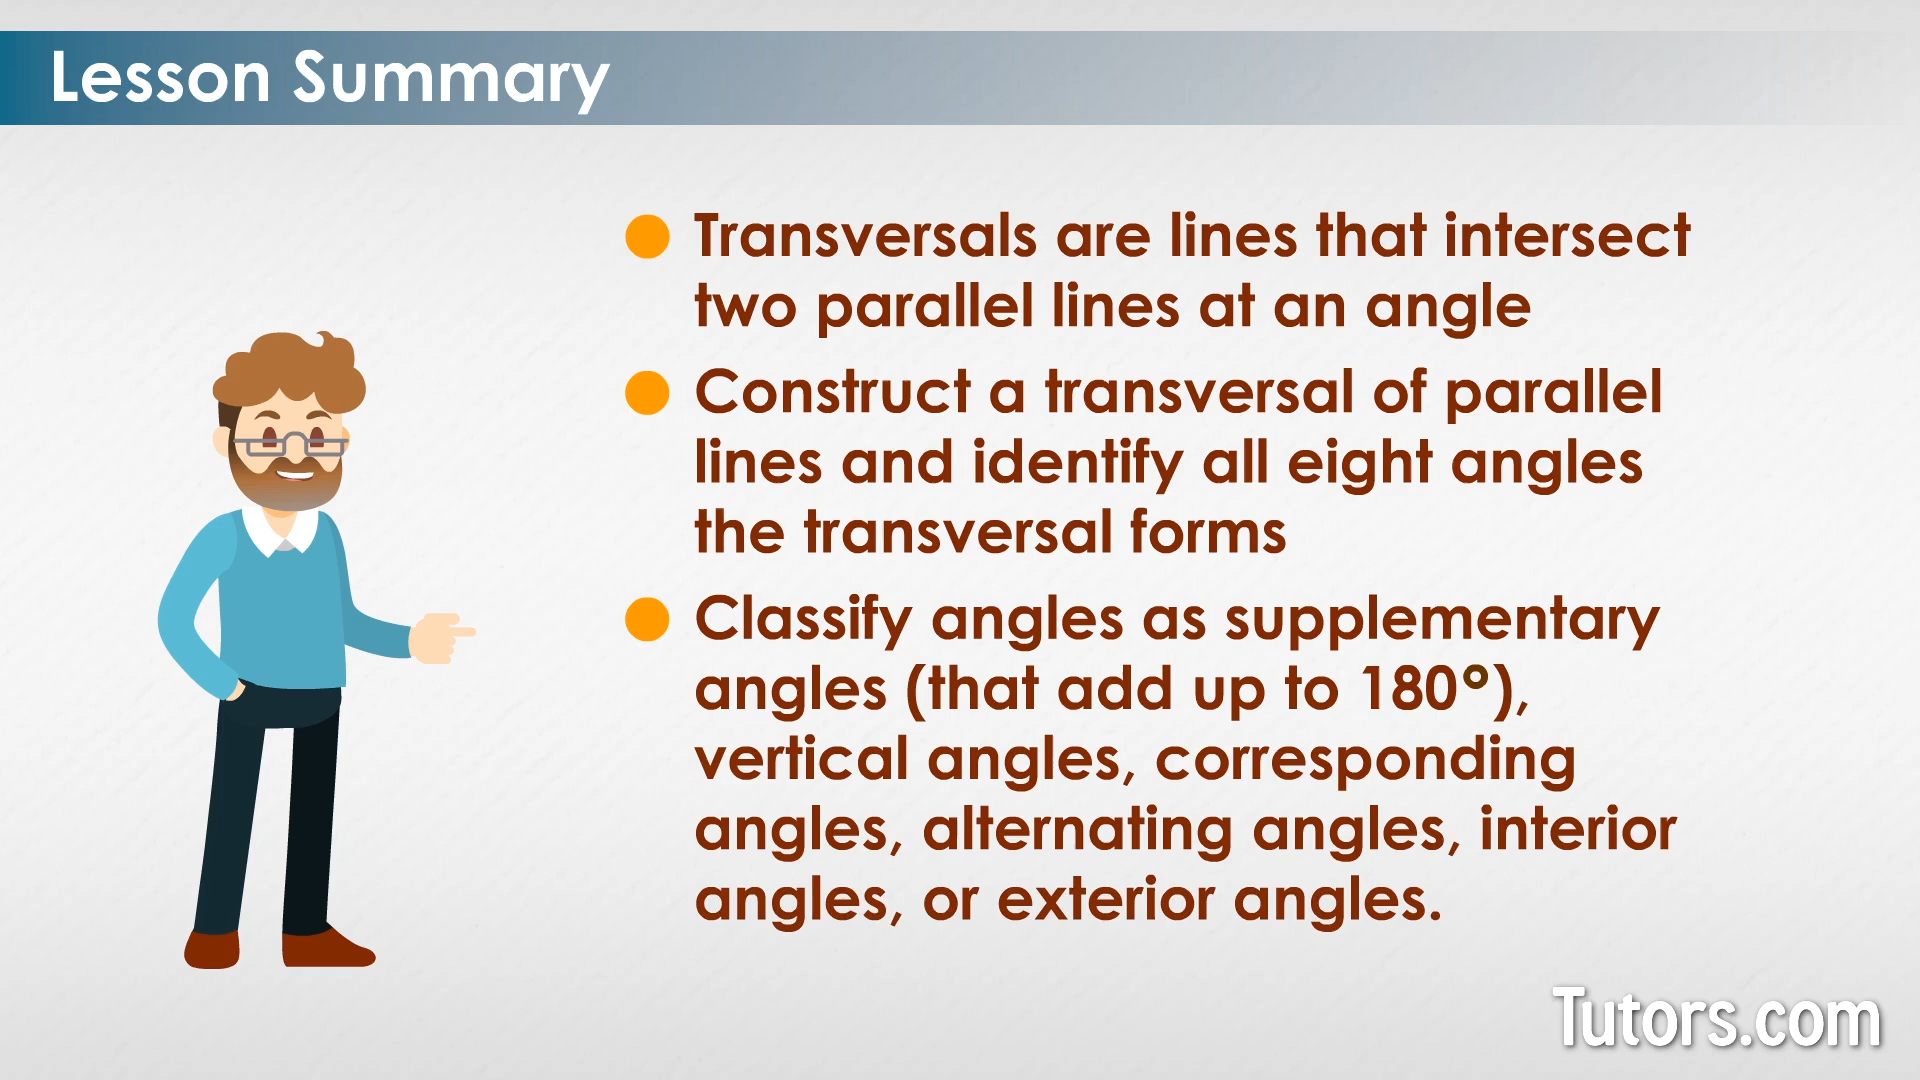 Lesson Summary
Transversals are lines that intersect
two parallel lines at an angle
Construct a transversal of parallel
lines and identify all eight angles
the transversal forms
Classify angles as supplementary
angles (that add up to 180°),
vertical angles, corresponding
angles, alternating angles, interior
angles, or exterior angles.
Tutors.com